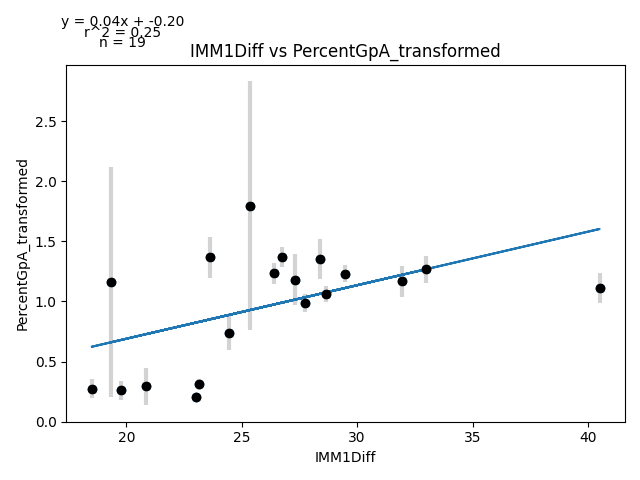 y = 0.04x + -0.20
r^2 = 0.25
n = 19
IMM1Diff vs PercentGpA_transformed
PercentGpA_transformed
2.5
2.0
1.5
1.0
0.5
0.0
20 25 30 35 40
IMM1Diff